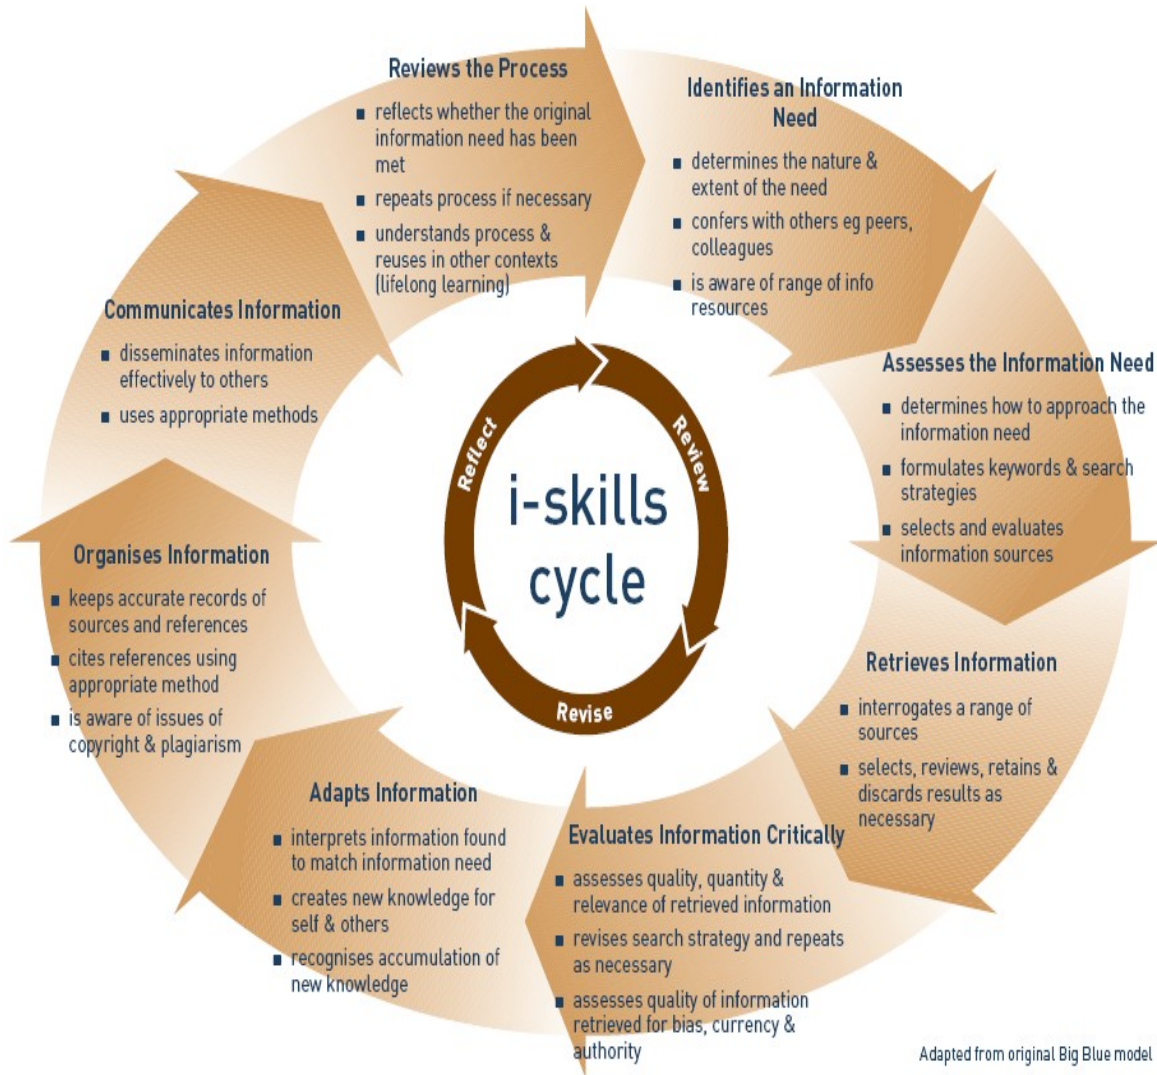 Reviews the Process
▪ reflects whether the original
information need has been
met
▪ repeats process if necessary
▪ understands process &
reuses in other contexts
(lifelong learning)
Identifies an Information
Need
▪ determines the nature &
extent of the need
▪ confers with others eg peers,
colleagues
▪ is aware of range of info
resources
Assesses the Information Need
▪ determines how to approach the
information need
▪ formulates keywords & search
strategies
▪ selects and evaluates
information sources
Retrieves Information
▪ interrogates a range of
sources
▪ selects, reviews, retains &
discards results as
necessary
Evaluates Information Critically
▪ assesses quality, quantity &
relevance of retrieved information
▪ revises search strategy and repeats
as necessary
▪ assesses quality of information
retrieved for bias, currency &
authority
Adapts Information
▪ interprets information found
to match information need
▪ creates new knowledge for
self & others
▪ recognises accumulation of
new knowledge
Organises Information
▪ keeps accurate records of
sources and references
▪ cites references using
appropriate method
▪ is aware of issues of
copyright & plagiarism
Communicates Information
▪ disseminates information
effectively to others
▪ uses appropriate methods
Reflect
Review
Revise
i-skills
cycle
Adapted from original Big Blue model